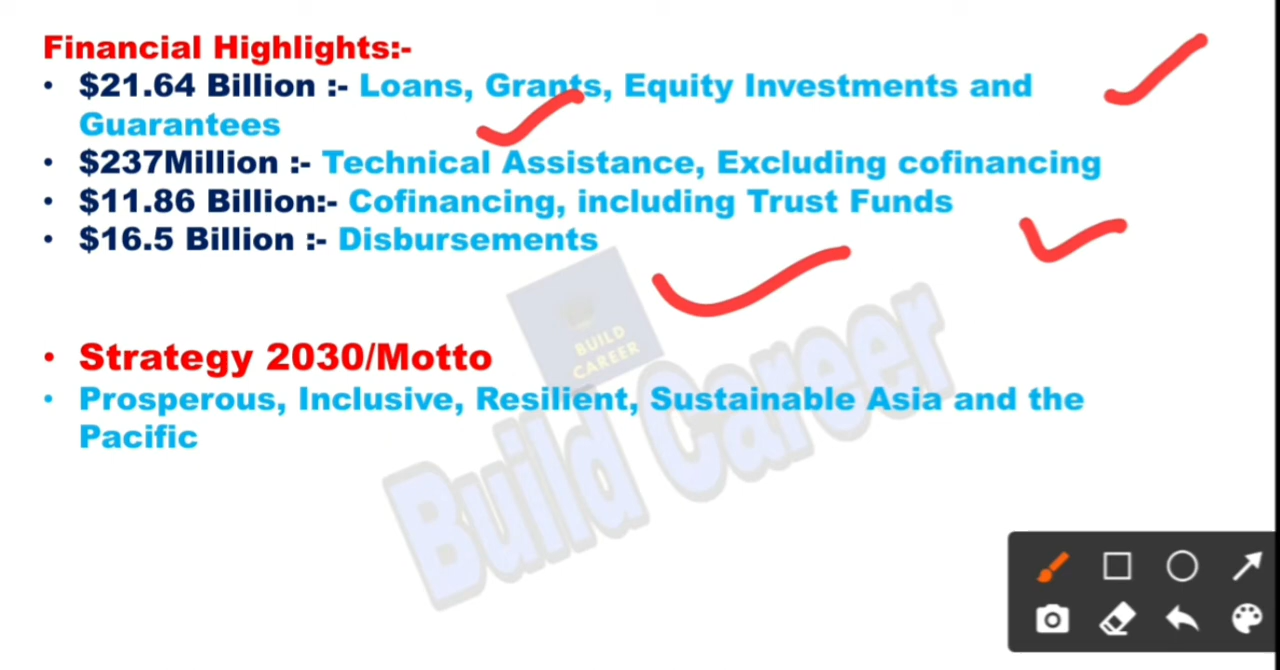 Financial Highlights:-
• $21.64 Billion :- Loans, Grants, Equity Investments and
Guarantees
• $237Million :- Technical Assistance, Excluding cofinancing
• $11.86 Billion:- Cofinancing, including Trust Funds
• $16.5 Billion :- Disbursements
BUILD
CAREER
• Strategy 2030/Motto
• Prosperous, Inclusive, Resilient, Sustainable Asia and the
Pacific
Build Career